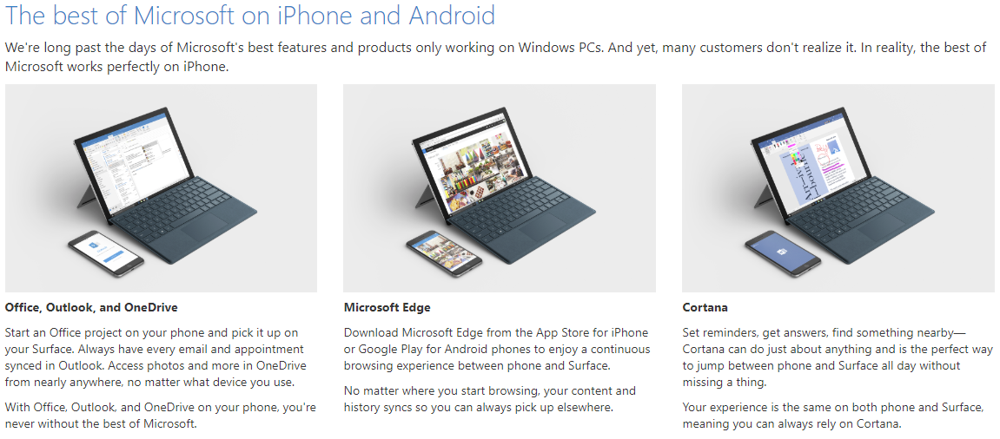 The best of Microsoft on iPhone and Android
We're long past the days of Microsoft's best features and products only working on Windows PCs. And yet, many customers don't realize it. In reality, the best of
Microsoft works perfectly on iPhone.
Office, Outlook, and OneDrive
Start an Office project on your phone and pick it up on
your Surface. Always have every email and appointment
synced in Outlook. Access photos and more in OneDrive
from nearly anywhere, no matter what device you use.
With Office, Outlook, and OneDrive on your phone, you're
never without the best of Microsoft.
Microsoft Edge
Download Microsoft Edge from the App Store for iPhone
or Google Play for Android phones to enjoy a continuous
browsing experience between phone and Surface.
No matter where you start browsing, your content and
history syncs so you can always pick up elsewhere.
Cortana
Set reminders, get answers, find something nearby—
Cortana can do just about anything and is the perfect way
to jump between phone and Surface all day without
missing a thing.
Your experience is the same on both phone and Surface,
meaning you can always rely on Cortana.